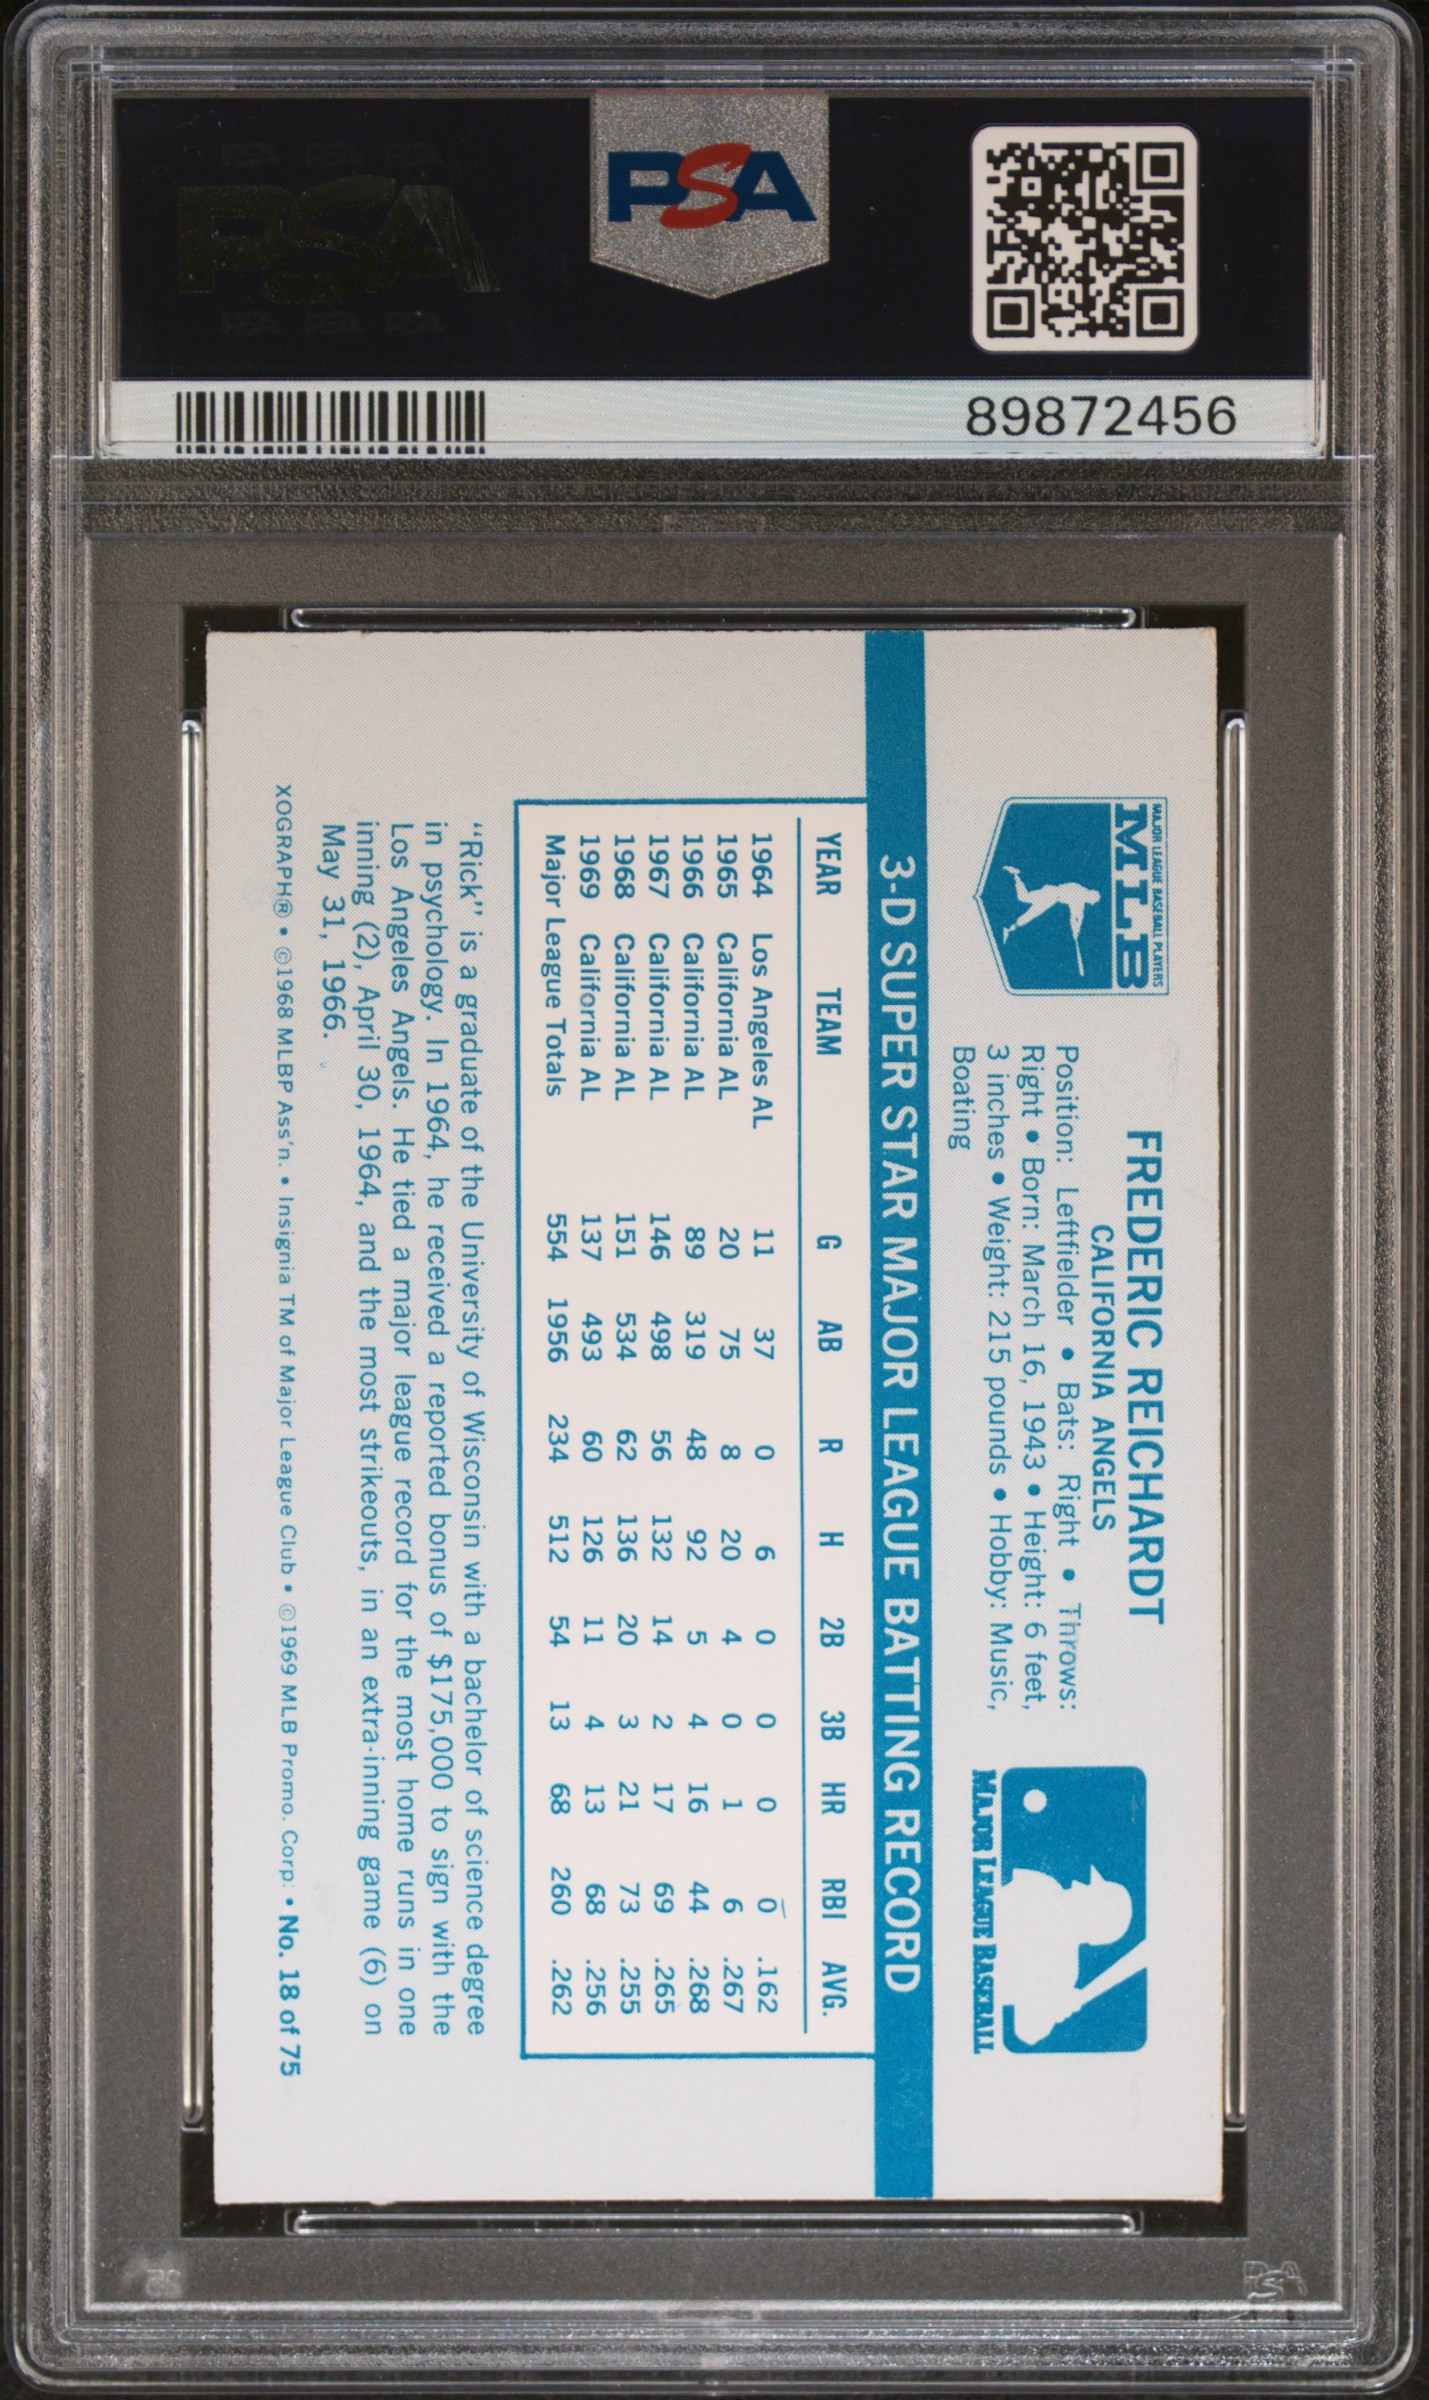 PSA PSA PSA
PSA
PSA PSA PSA
PSA
89872456
MAJOR LEAGUE BASEBALL PLAYERS
MLB
FREDERIC REICHARDT
CALIFORNIA ANGELS
Position: Leftfielder • Bats: Right • Throws:
Right • Born: March 16, 1943 • Height: 6 feet,
3 inches • Weight: 215 pounds • Hobby: Music,
Boating
MAJOR LEAGUE BASEBALL
3-D SUPER STAR MAJOR LEAGUE BATTING RECORD
YEAR TEAM G AB R H 2B 3B HR RBI AVG.
1964 Los Angeles AL 11 37 0 6 0 0 0 0 .162
1965 California AL 20 75 8 20 4 0 1 6 .267
1966 California AL 89 319 48 92 5 4 16 44 .268
1967 California AL 146 498 56 132 14 2 17 69 .265
1968 California AL 151 534 62 136 20 3 21 73 .255
1969 California AL 137 493 60 126 11 4 13 68 .256
Major League Totals 554 1956 234 512 54 13 68 260 .262
"Rick" is a graduate of the University of Wisconsin with a bachelor of science degree
in psychology. In 1964, he received a reported bonus of $175,000 to sign with the
Los Angeles Angels. He tied a major league record for the most home runs in one
inning (2), April 30, 1964, and the most strikeouts, in an extra-inning game (6) on
May 31, 1966.
XOGRAPH® • ©1968 MLBP Ass'n. • Insignia TM of Major League Club • ©1969 MLB Promo. Corp. • No. 18 of 75
PSA